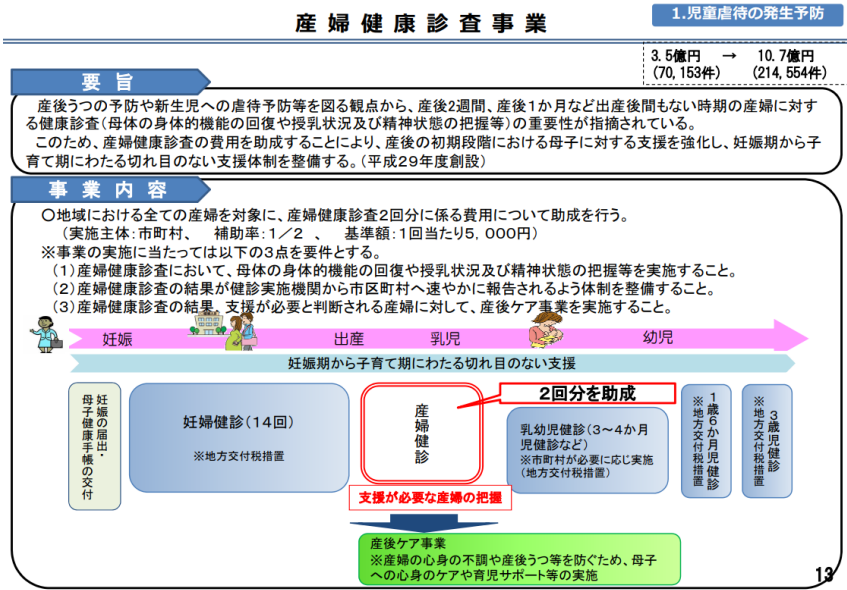 産婦健康診査事業
1.児童虐待の発生予防
3.5億円 → 10.7億円
(70,153件) (214,554件)
要旨
産後うつの予防や新生児への虐待予防等を図る観点から、産後2週間、産後1か月など出産後間もない時期の産婦に対す
る健康診査(母体の身体的機能の回復や授乳状況及び精神状態の把握等)の重要性が指摘されている。
このため、産婦健康診査の費用を助成することにより、産後の初期段階における母子に対する支援を強化し、妊娠期から子
育て期にわたる切れ目のない支援体制を整備する。(平成29年度創設)
事業内容
○地域における全ての産婦を対象に、産婦健康診査2回分に係る費用について助成を行う。
(実施主体:市町村、 補助率:1/2 、 基準額:1回当たり5,000円)
※事業の実施に当たっては以下の3点を要件とする。
(1)産婦健康診査において、母体の身体的機能の回復や授乳状況及び精神状態の把握等を実施すること。
(2)産婦健康診査の結果が健診実施機関から市区町村へ速やかに報告されるよう体制を整備すること。
(3)産婦健康診査の結果、支援が必要と判断される産婦に対して、産後ケア事業を実施すること。
妊娠 出産 乳児 幼児
妊娠期から子育て期にわたる切れ目のない支援
妊娠の届出・
母子健康手帳の交付
妊婦健診(14回)
※地方交付税措置
産婦健診
2回分を助成
乳幼児健診(3～4か月
児健診など)
※市町村が必要に応じ実施
(地方交付税措置)
1歳6か月児健診
※地方交付税措置
3歳児健診
※地方交付税措置
支援が必要な産婦の把握
産後ケア事業
※産婦の心身の不調や産後うつ等を防ぐため、母子
への心身のケアや育児サポート等の実施
13